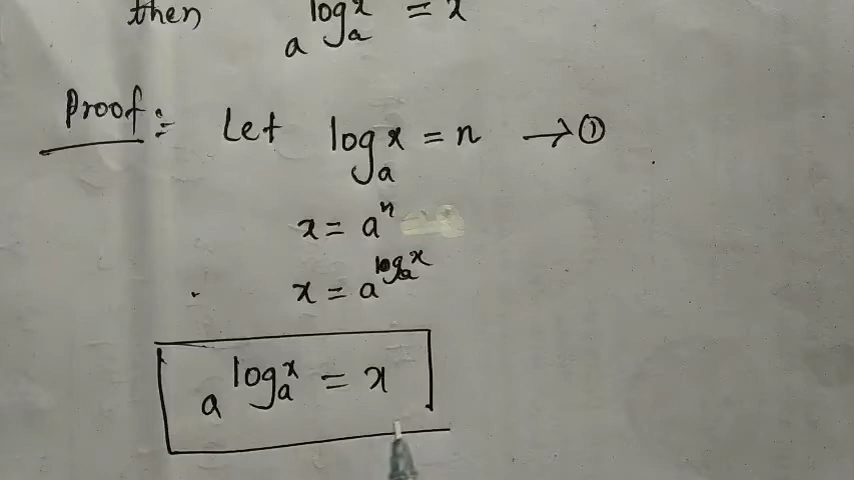 then a^{log_a x} = x
Proof:- Let log_a x = n → ①
x = a^n
x = a^{log_a x}
a^{log_a x} = x